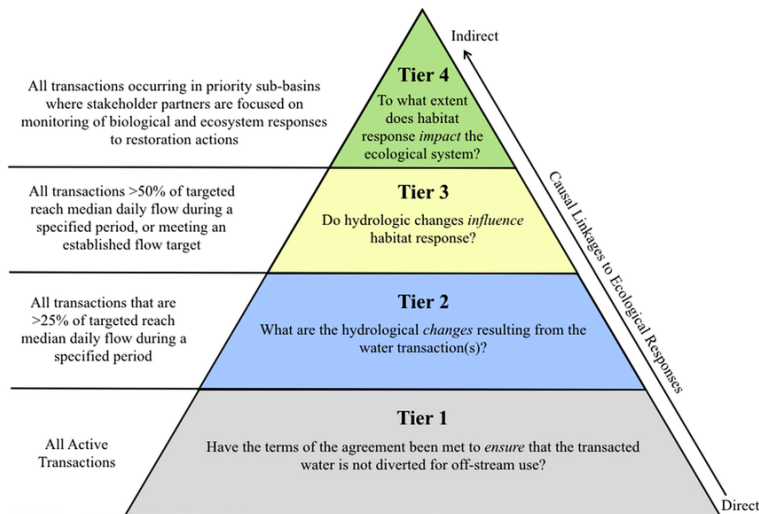 Indirect
Tier 4
To what extent
does habitat
response impact the
ecological system?
All transactions occurring in priority sub-basins
where stakeholder partners are focused on
monitoring of biological and ecosystem responses
to restoration actions
Tier 3
Do hydrologic changes influence
habitat response?
All transactions >50% of targeted
reach median daily flow during a
specified period, or meeting an
established flow target
Causal Linkages to Ecological Responses
Tier 2
What are the hydrological changes resulting from the
water transaction(s)?
All transactions that are
>25% of targeted reach
median daily flow during a
specified period
Tier 1
Have the terms of the agreement been met to ensure that the transacted
water is not diverted for off-stream use?
All Active
Transactions
Direct